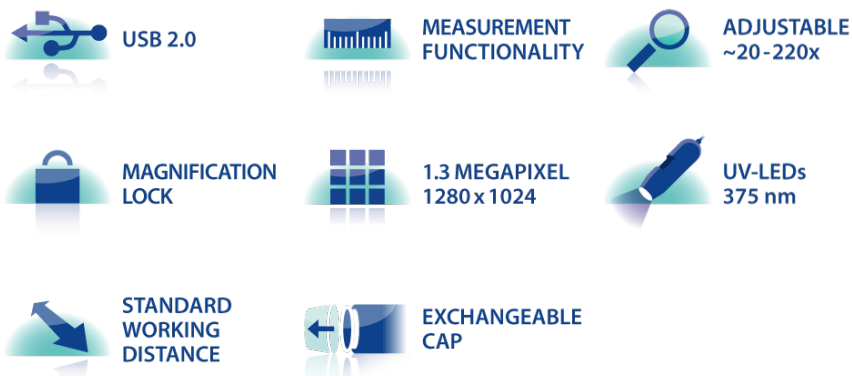 USB 2.0
MEASUREMENT
FUNCTIONALITY
ADJUSTABLE
~20-220x
MAGNIFICATION
LOCK
1.3 MEGAPIXEL
1280 x 1024
UV-LEDs
375 nm
STANDARD
WORKING
DISTANCE
EXCHANGEABLE
CAP